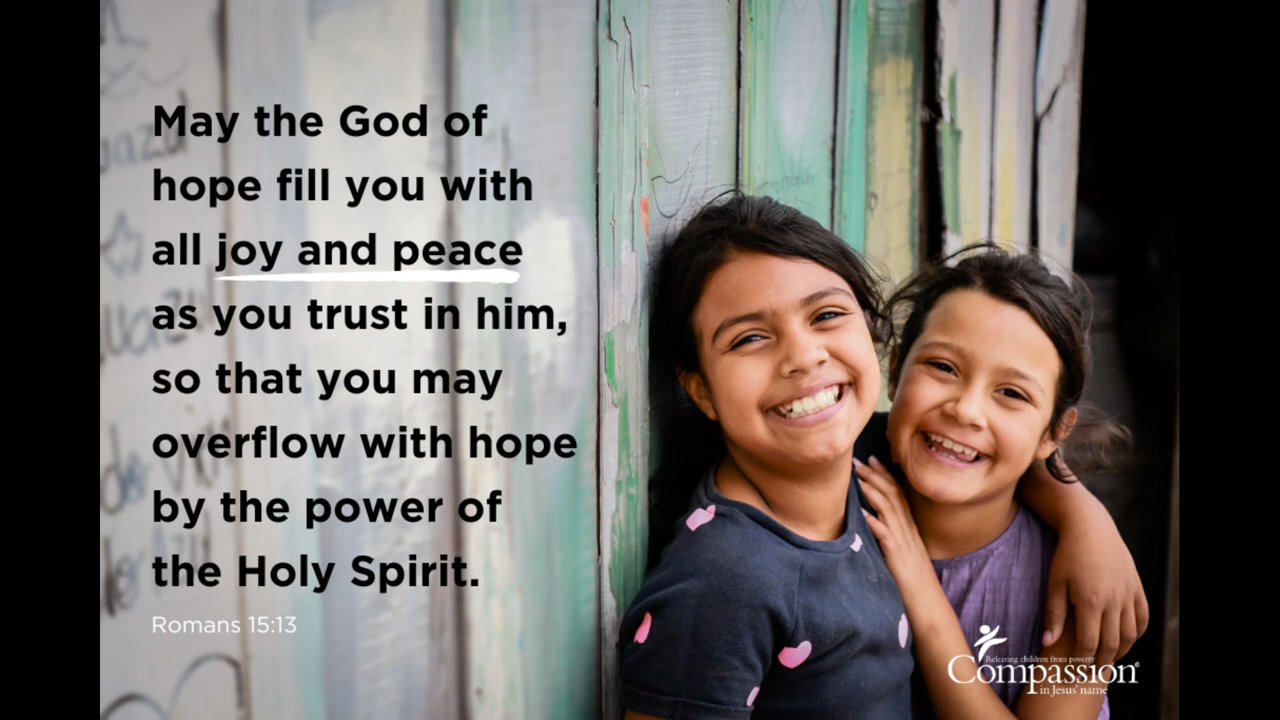 May the God of
hope fill you with
all joy and peace
as you trust in him,
so that you may
overflow with hope
by the power of
the Holy Spirit.
Romans 15:13
Releasing children from poverty
Compassion®
in Jesus' name